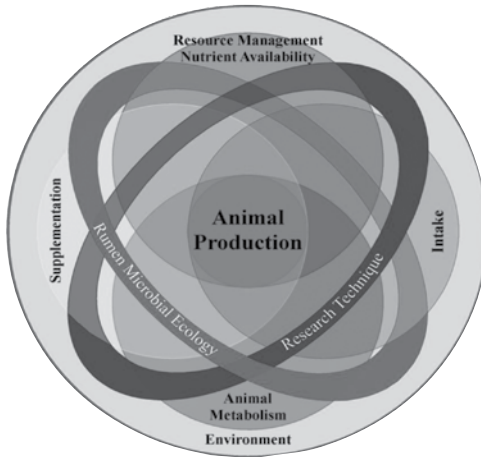 Resource Management
Nutrient Availability
Supplementation
Animal
Production
Intake
Rumen Microbial Ecology
Research Technique
Animal
Metabolism
Environment